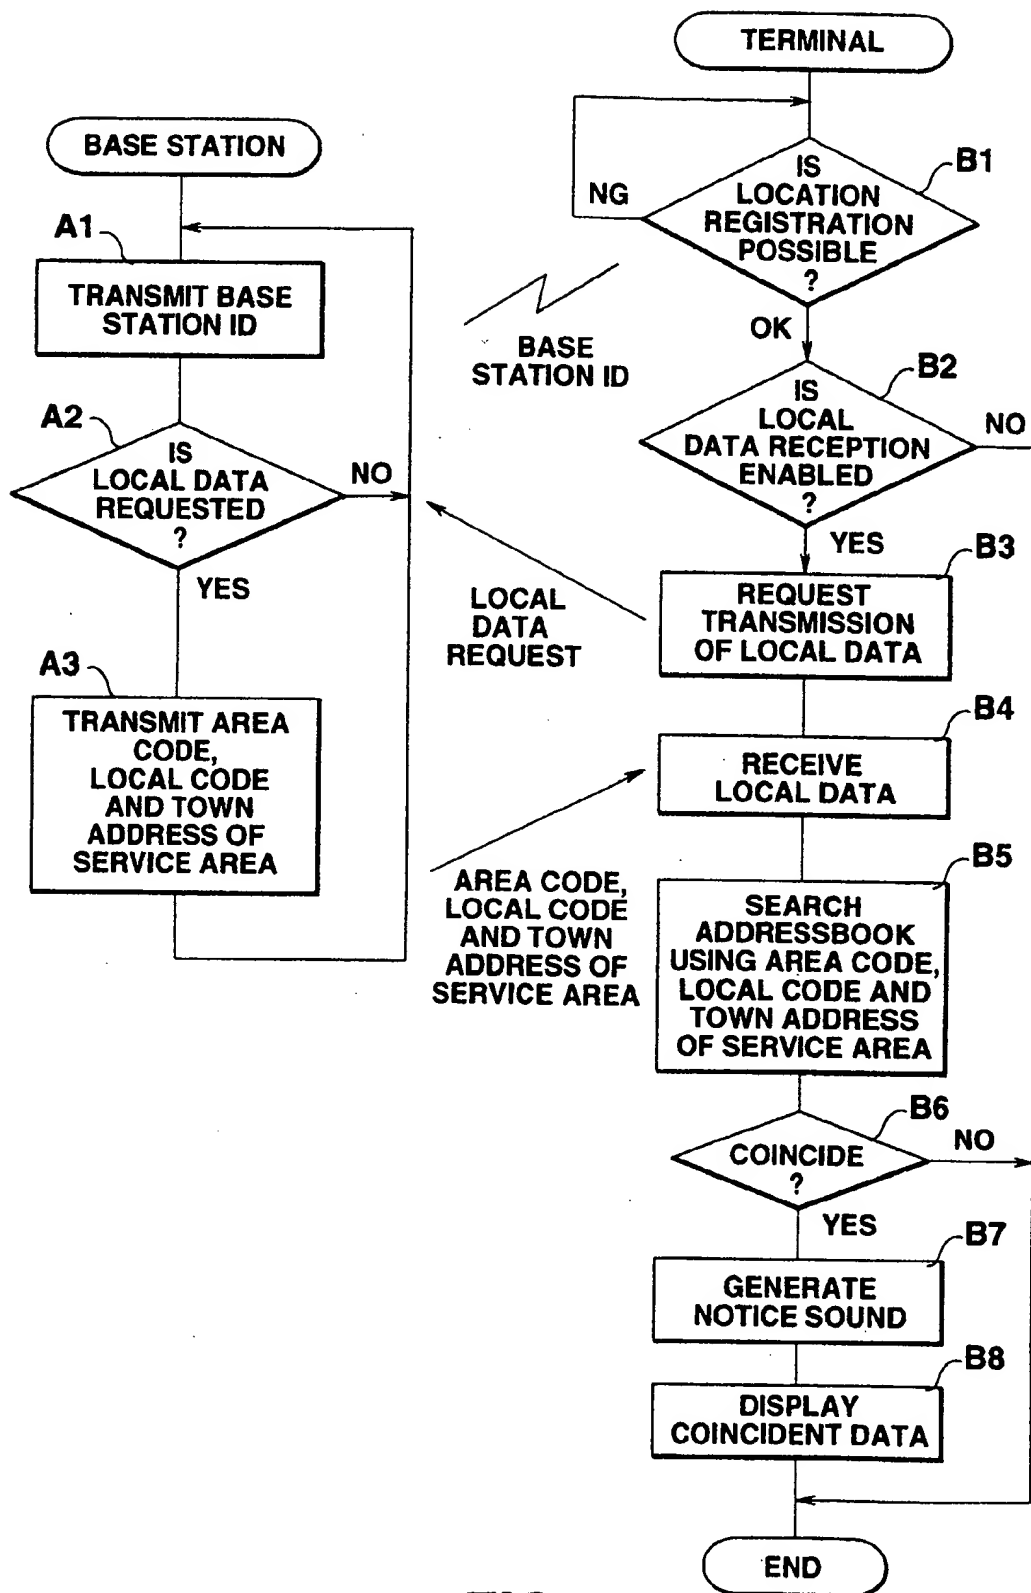 TERMINAL
BASE STATION
A1
TRANSMIT BASE
STATION ID
A2
IS
LOCAL DATA
REQUESTED
?
NO
YES
A3
TRANSMIT AREA
CODE,
LOCAL CODE
AND TOWN
ADDRESS OF
SERVICE AREA
BASE
STATION ID
LOCAL
DATA
REQUEST
AREA CODE,
LOCAL CODE
AND TOWN
ADDRESS OF
SERVICE AREA
B1
IS
LOCATION
REGISTRATION
POSSIBLE
?
NG
OK
B2
IS
LOCAL
DATA RECEPTION
ENABLED
?
NO
YES
B3
REQUEST
TRANSMISSION
OF LOCAL DATA
B4
RECEIVE
LOCAL DATA
B5
SEARCH
ADDRESSBOOK
USING AREA CODE,
LOCAL CODE AND
TOWN ADDRESS
OF SERVICE AREA
B6
COINCIDE
?
NO
YES
B7
GENERATE
NOTICE SOUND
B8
DISPLAY
COINCIDENT DATA
END